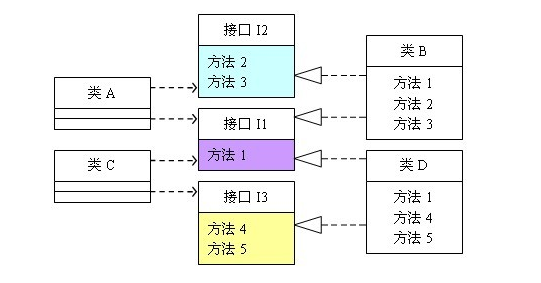 接口 I2
方法 2
方法 3
类 A
接口 I1
方法 1
类 C
接口 I3
方法 4
方法 5
类 B
方法 1
方法 2
方法 3
类 D
方法 1
方法 4
方法 5